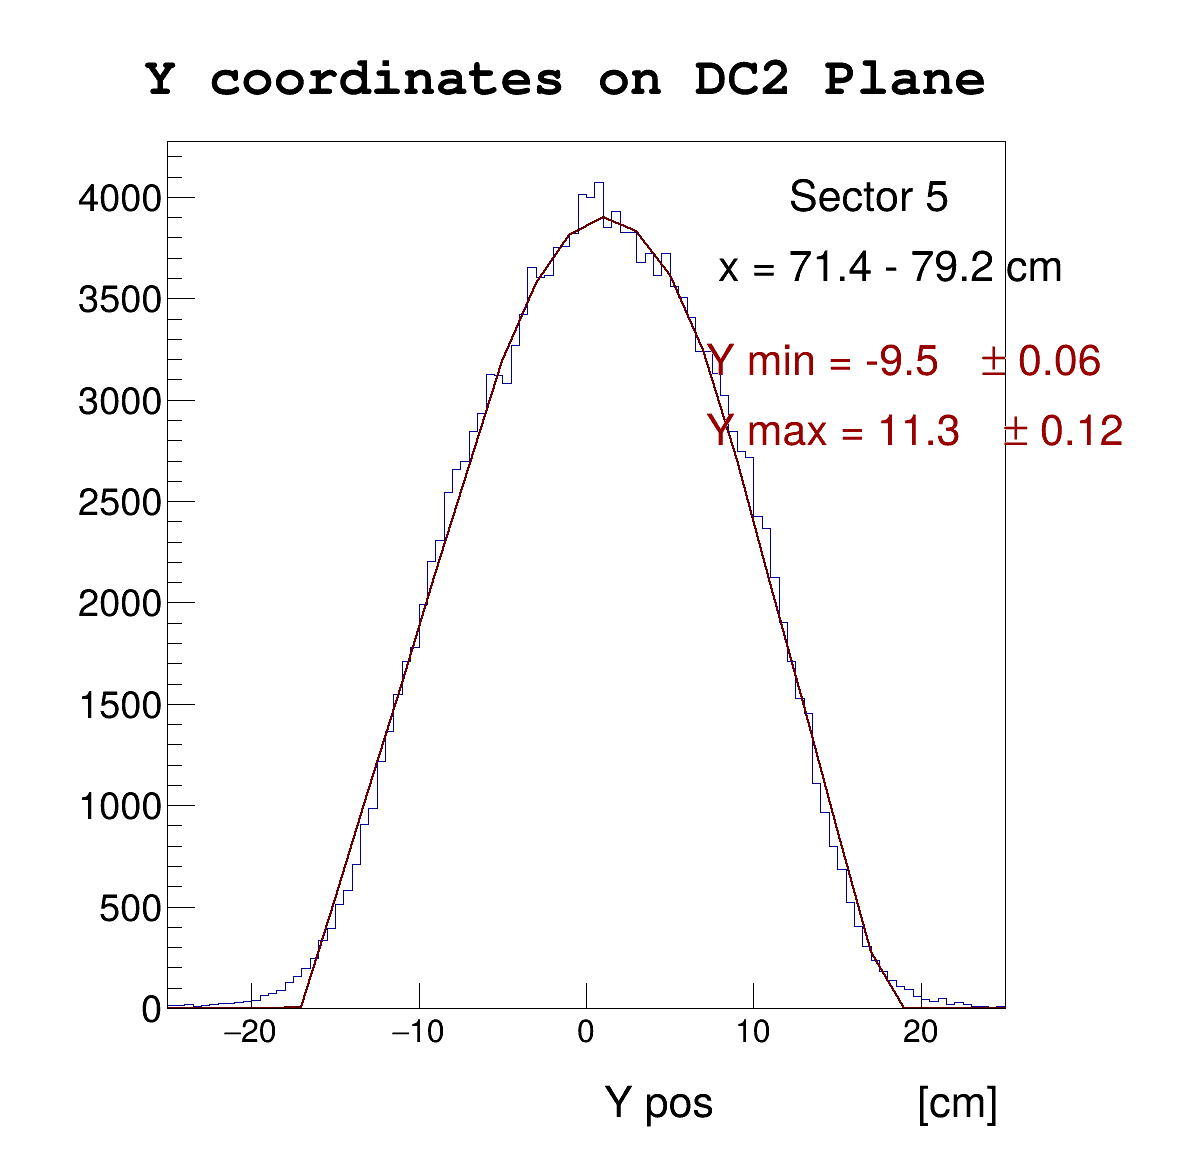 Y coordinates on DC2 Plane
Sector 5
x = 71.4 - 79.2 cm
Y min = -9.5 ± 0.06
Y max = 11.3 ± 0.12
4000
3500
3000
2500
2000
1500
1000
500
0
−20 −10 0 10 20
Y pos [cm]